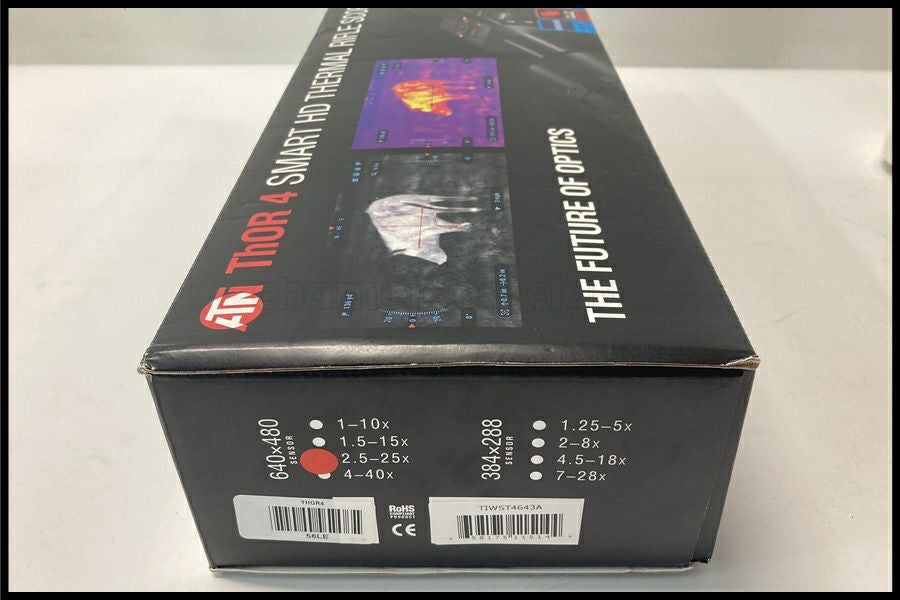 ATN ThOR 4 SMART HD THERMAL RIFLE
THE FUTURE OF OPTICS
640x480
SENSOR
1-10x
1.5-15x
2.5-25x
4-40x
384x288
SENSOR
1.25-5x
2-8x
4.5-18x
7-28x
THOR4
56LE
RoHS
COMPLIANT
PRODUCT
CE
TIWST4643A